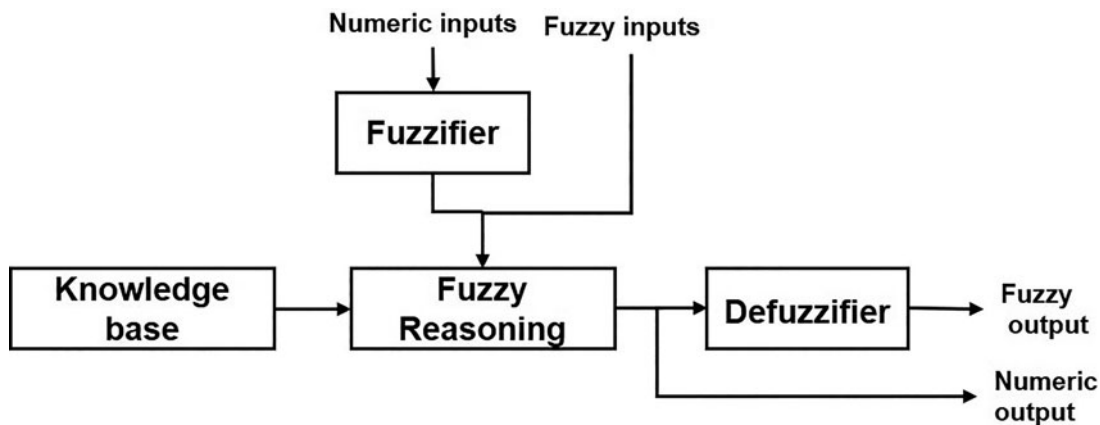 Numeric inputs
Fuzzy inputs
Fuzzifier
Knowledge
base
Fuzzy
Reasoning
Defuzzifier
Fuzzy
output
Numeric
output